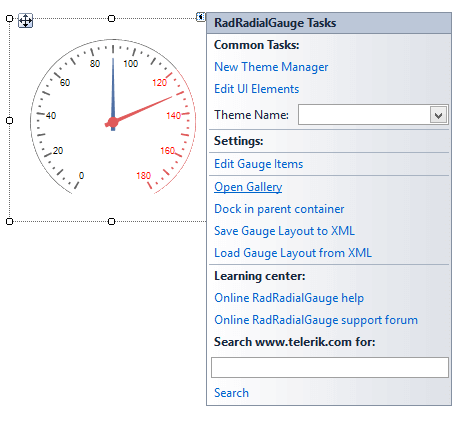 100
80
120
60
140
40
20
160
0
180
RadRadialGauge Tasks
Common Tasks:
New Theme Manager
Edit UI Elements
Theme Name:
Settings:
Edit Gauge Items
Open Gallery
Dock in parent container
Save Gauge Layout to XML
Load Gauge Layout from XML
Learning center:
Online RadRadialGauge help
Online RadRadialGauge support forum
Search www.telerik.com for:
Search